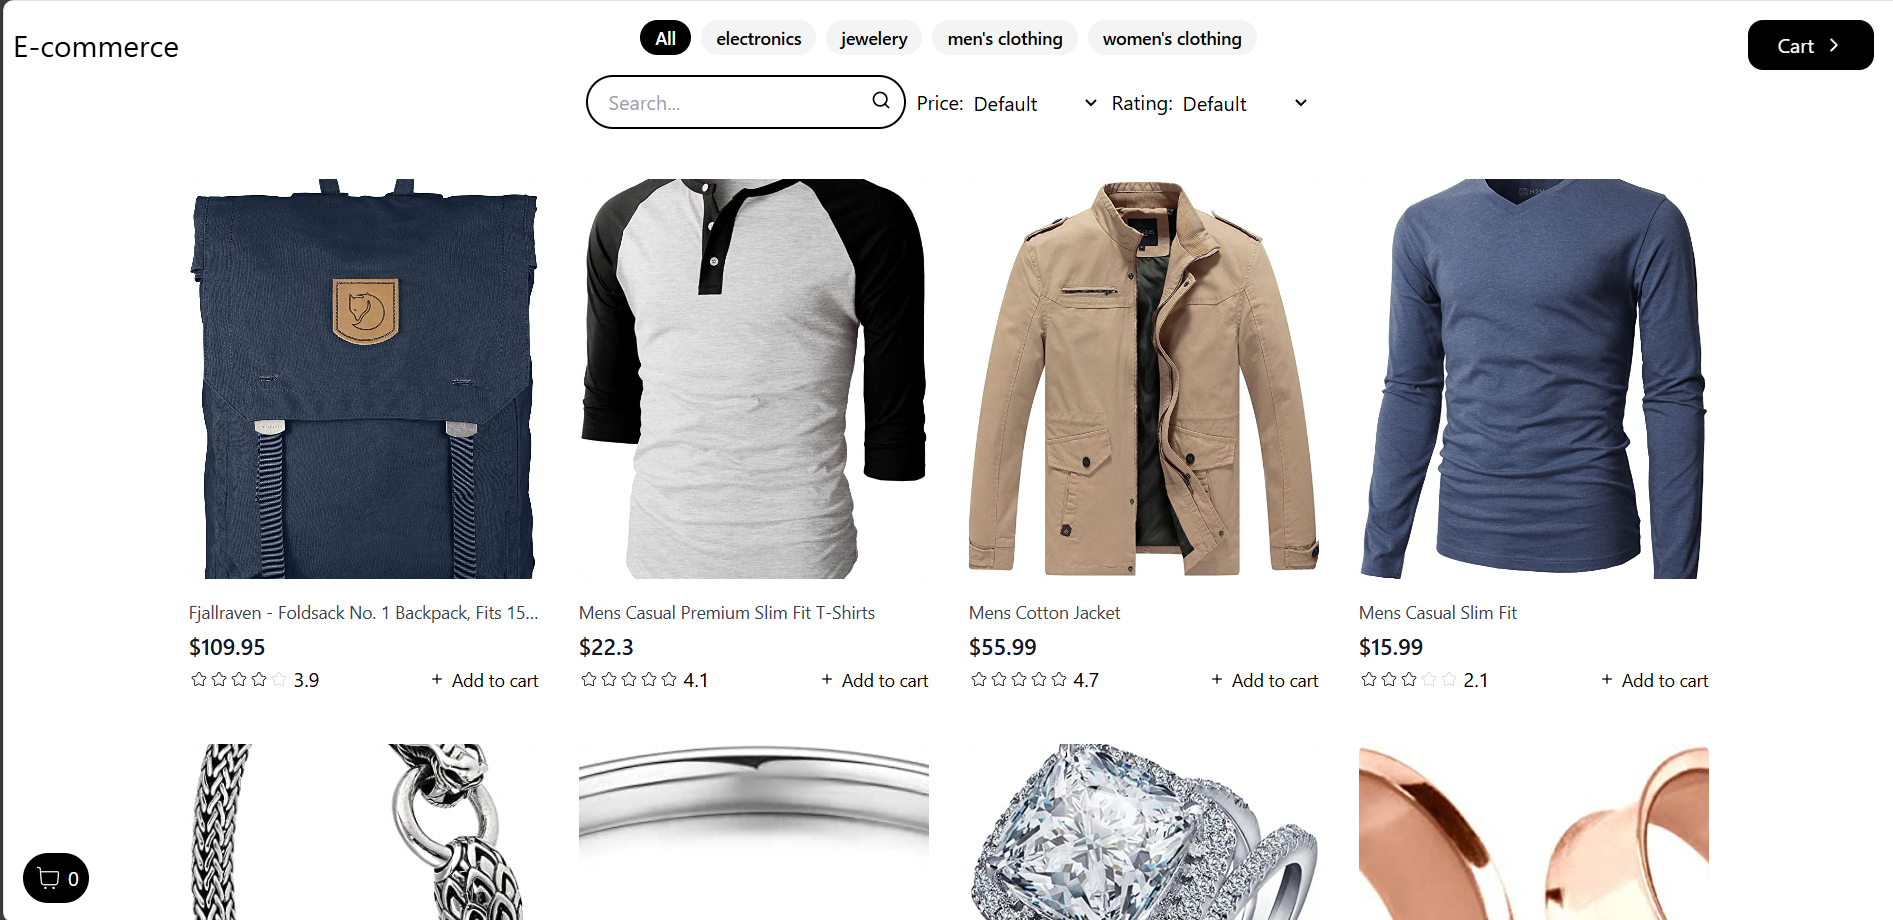 E-commerce
All electronics jewelery men's clothing women's clothing
Cart
Search...
Price: Default
Rating: Default
Fjallraven - Foldsack No. 1 Backpack, Fits 15...
$109.95
3.9 + Add to cart
Mens Casual Premium Slim Fit T-Shirts
$22.3
4.1 + Add to cart
Mens Cotton Jacket
$55.99
4.7 + Add to cart
Mens Casual Slim Fit
$15.99
2.1 + Add to cart
0